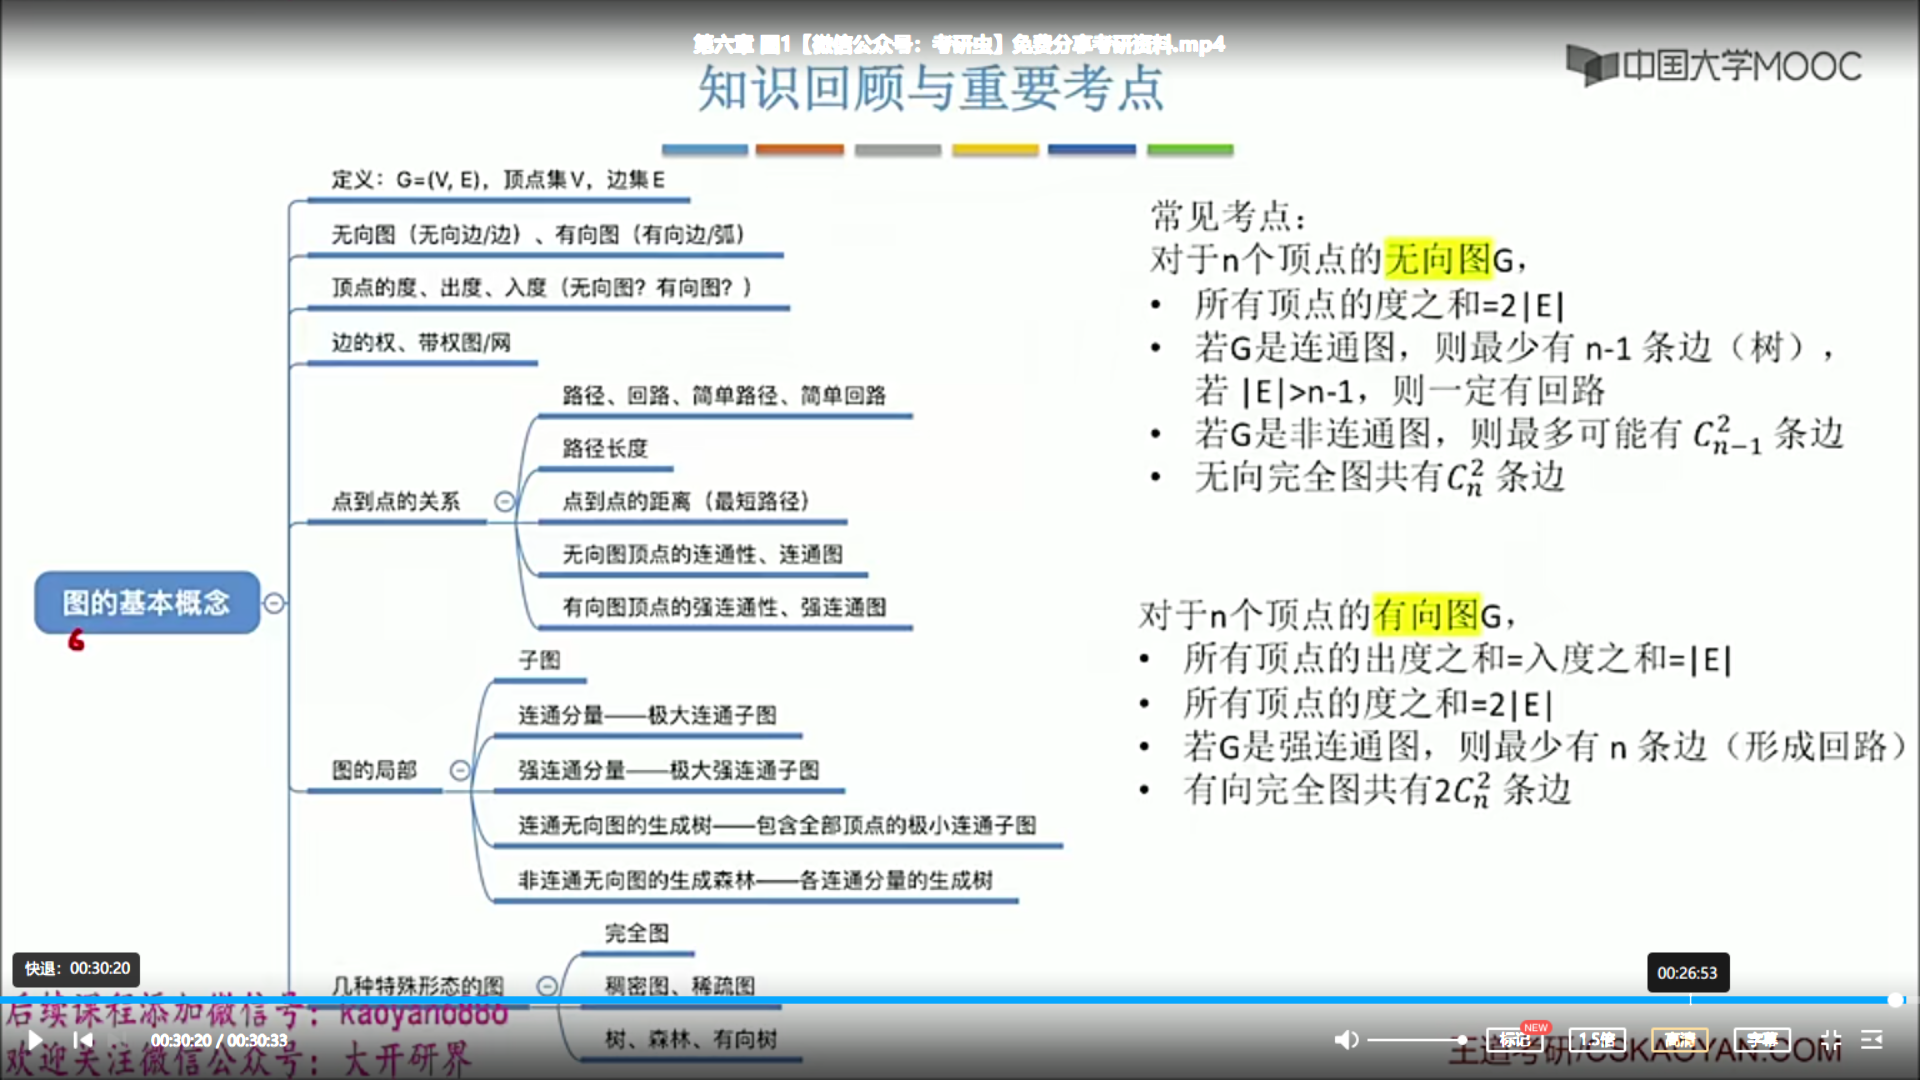 第六章 图1【微信公众号：考研虫】免费分享考研资料.mp4
中国大学MOOC
知识回顾与重要考点
定义：G=(V, E)，顶点集V，边集E
无向图（无向边/边）、有向图（有向边/弧）
顶点的度、出度、入度（无向图？有向图？）
边的权、带权图/网
点到点的关系
路径、回路、简单路径、简单回路
路径长度
点到点的距离（最短路径）
无向图顶点的连通性、连通图
有向图顶点的强连通性、强连通图
图的基本概念
6
图的局部
子图
连通分量——极大连通子图
强连通分量——极大强连通子图
连通无向图的生成树——包含全部顶点的极小连通子图
非连通无向图的生成森林——各连通分量的生成树
几种特殊形态的图
完全图
稠密图、稀疏图
树、森林、有向树
常见考点：
对于n个顶点的无向图G，
• 所有顶点的度之和=2|E|
• 若G是连通图，则最少有 n-1 条边（树），
若 |E|>n-1，则一定有回路
• 若G是非连通图，则最多可能有 C²ₙ₋₁ 条边
• 无向完全图共有C²ₙ 条边
对于n个顶点的有向图G，
• 所有顶点的出度之和=入度之和=|E|
• 所有顶点的度之和=2|E|
• 若G是强连通图，则最少有 n 条边（形成回路）
• 有向完全图共有2C²ₙ 条边
快退：00:30:20
00:26:53
后续课程添加微信号：kaoyan0886
00:30:20 / 00:30:33
标记
NEW
1.5倍
高清
字幕
欢迎关注微信公众号：大开研界
王道考研/CSKAOYAN.COM